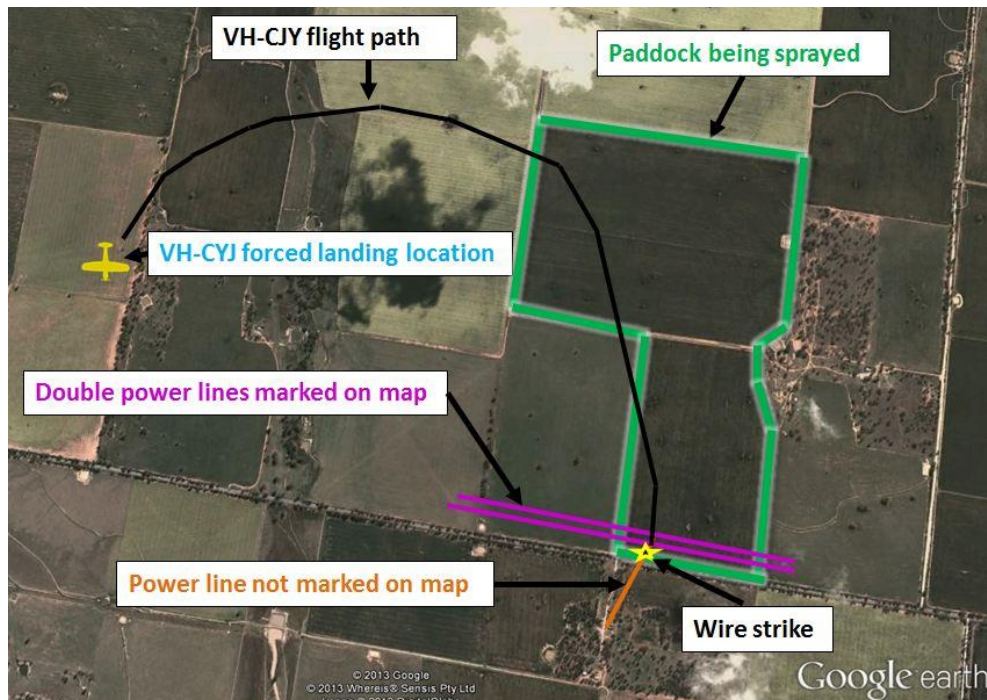 VH-CJY flight path
Paddock being sprayed
VH-CYJ forced landing location
Double power lines marked on map
Power line not marked on map
Wire strike
© 2013 Google
© 2013 Whereis® Sensis Pty Ltd
Google earth